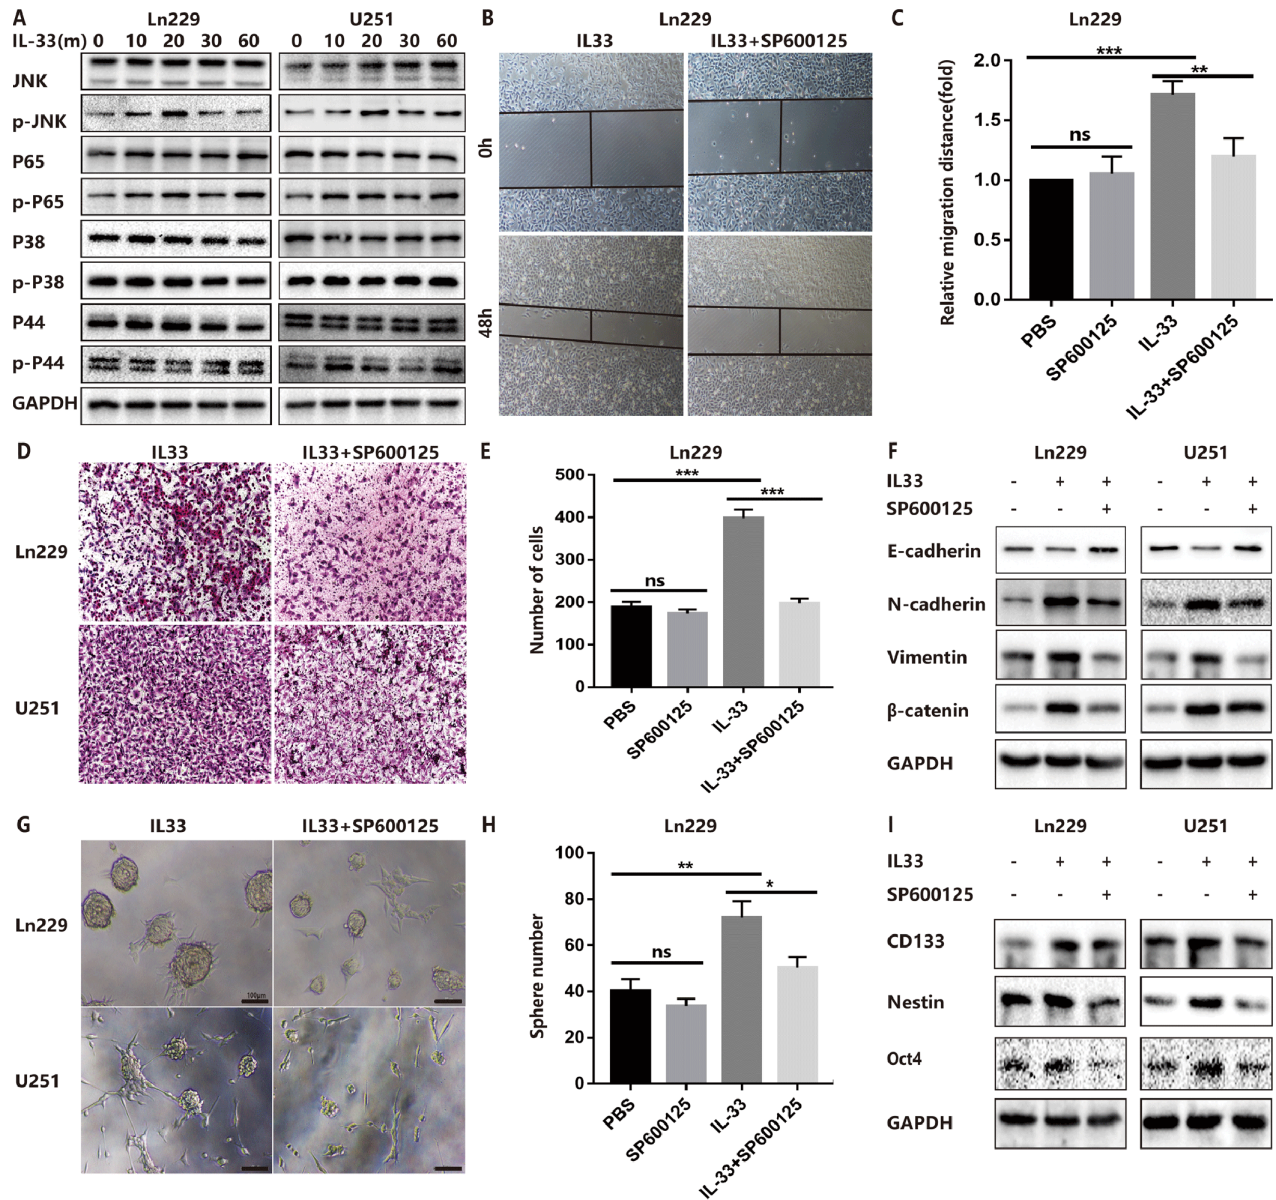 A
Ln229 U251
IL-33(m) 0 10 20 30 60 0 10 20 30 60
JNK
p-JNK
P65
p-P65
P38
p-P38
P44
p-P44
GAPDH
B
Ln229
IL33 IL33+SP600125
0h
48h
C
Ln229
Relative migration distance(fold)
2.0
1.5
1.0
0.5
0.0
***
**
ns
PBS
SP600125
IL-33
IL-33+SP600125
D
IL33 IL33+SP600125
Ln229
U251
E
Ln229
Number of cells
500
400
300
200
100
0
***
***
ns
PBS
SP600125
IL-33
IL-33+SP600125
F
Ln229 U251
IL33 - + + - + +
SP600125 - - + - - +
E-cadherin
N-cadherin
Vimentin
β-catenin
GAPDH
G
IL33 IL33+SP600125
Ln229
100μm
U251
H
Ln229
Sphere number
100
80
60
40
20
0
**
*
ns
PBS
SP600125
IL-33
IL-33+SP600125
I
Ln229 U251
IL33 - + + - + +
SP600125 - - + - - +
CD133
Nestin
Oct4
GAPDH